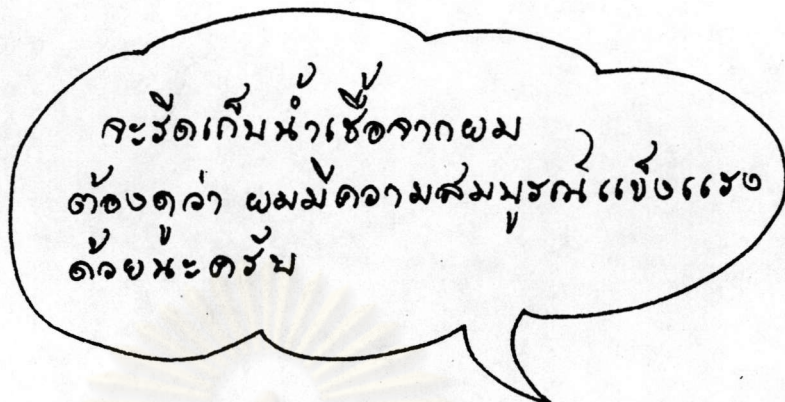 จะรีดเก็บน้ำเชื้อจากผม
ต้องดูว่า ผมมีความสมบูรณ์แข็งแรง
ด้วยนะครับ